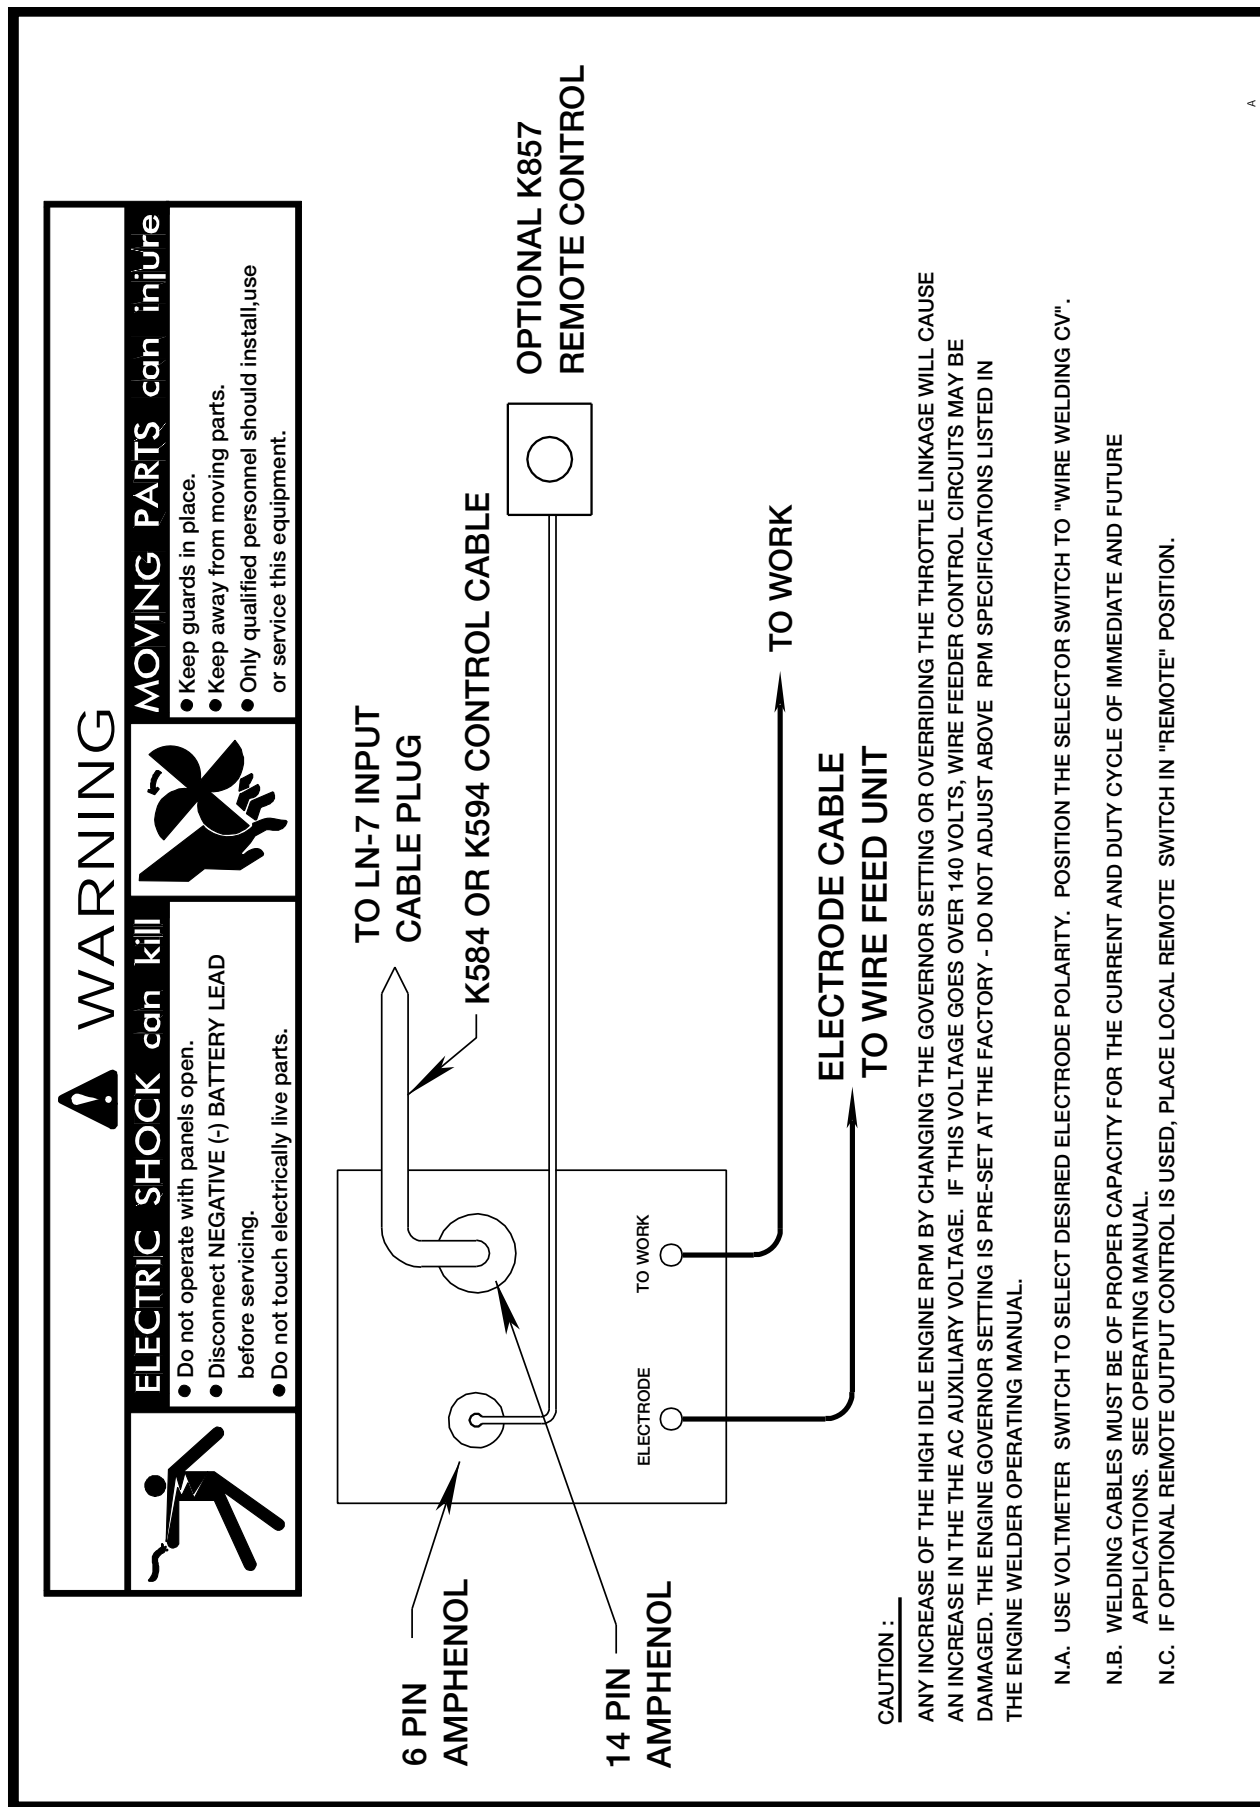 WARNING
ELECTRIC SHOCK can kill
● Do not operate with panels open.
● Disconnect NEGATIVE (-) BATTERY LEAD
before servicing.
● Do not touch electrically live parts.
MOVING PARTS can injure
● Keep guards in place.
● Keep away from moving parts.
● Only qualified personnel should install,use
or service this equipment.
TO LN-7 INPUT
CABLE PLUG
K584 OR K594 CONTROL CABLE
OPTIONAL K857
REMOTE CONTROL
6 PIN
AMPHENOL
14 PIN
AMPHENOL
ELECTRODE
TO WORK
TO WORK
ELECTRODE CABLE
TO WIRE FEED UNIT
CAUTION :
ANY INCREASE OF THE HIGH IDLE ENGINE RPM BY CHANGING THE GOVERNOR SETTING OR OVERRIDING THE THROTTLE LINKAGE WILL CAUSE
AN INCREASE IN THE THE AC AUXILIARY VOLTAGE. IF THIS VOLTAGE GOES OVER 140 VOLTS, WIRE FEEDER CONTROL CIRCUITS MAY BE
DAMAGED. THE ENGINE GOVERNOR SETTING IS PRE-SET AT THE FACTORY - DO NOT ADJUST ABOVE RPM SPECIFICATIONS LISTED IN
THE ENGINE WELDER OPERATING MANUAL.
N.A. USE VOLTMETER SWITCH TO SELECT DESIRED ELECTRODE POLARITY. POSITION THE SELECTOR SWITCH TO "WIRE WELDING CV".
N.B. WELDING CABLES MUST BE OF PROPER CAPACITY FOR THE CURRENT AND DUTY CYCLE OF IMMEDIATE AND FUTURE
APPLICATIONS. SEE OPERATING MANUAL.
N.C. IF OPTIONAL REMOTE OUTPUT CONTROL IS USED, PLACE LOCAL REMOTE SWITCH IN "REMOTE" POSITION.
A